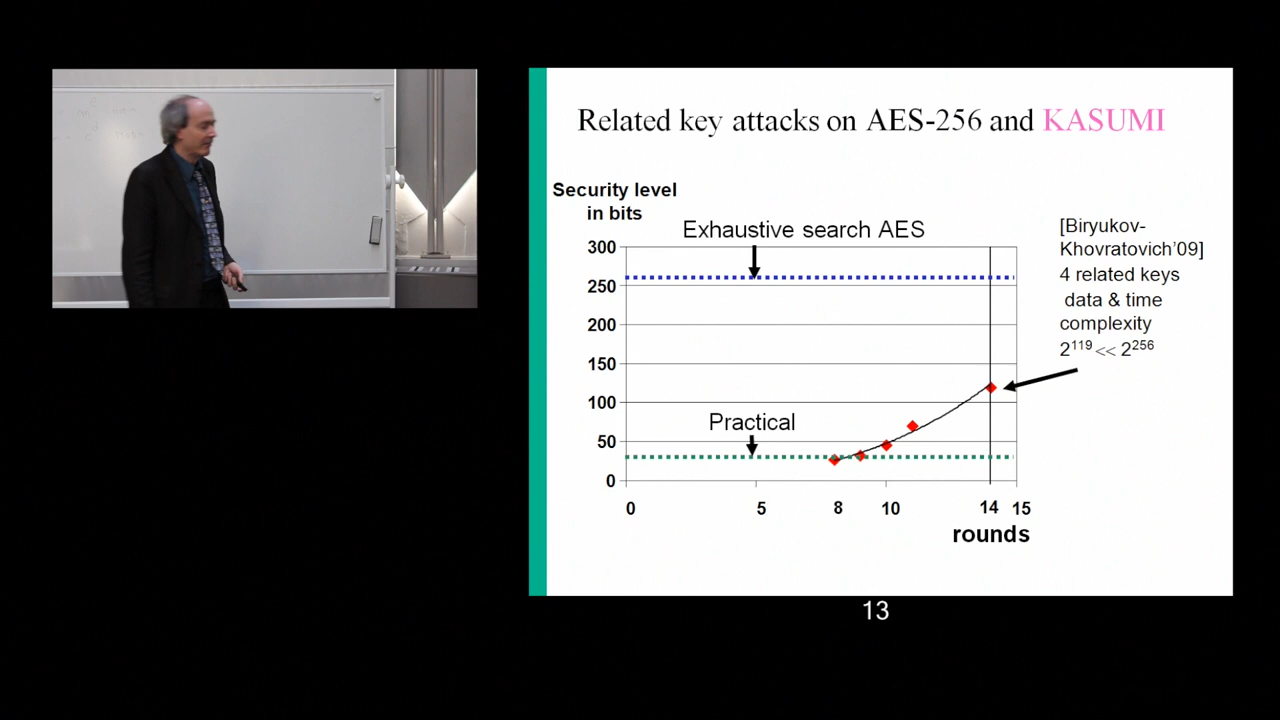 Related key attacks on AES-256 and KASUMI
Security level
in bits
Exhaustive search AES
[Biryukov-
Khovratovich'09]
4 related keys
data & time
complexity
2¹¹⁹ << 2²⁵⁶
300
250
200
150
100
50
0
Practical
0 5 8 10 14 15
rounds
13